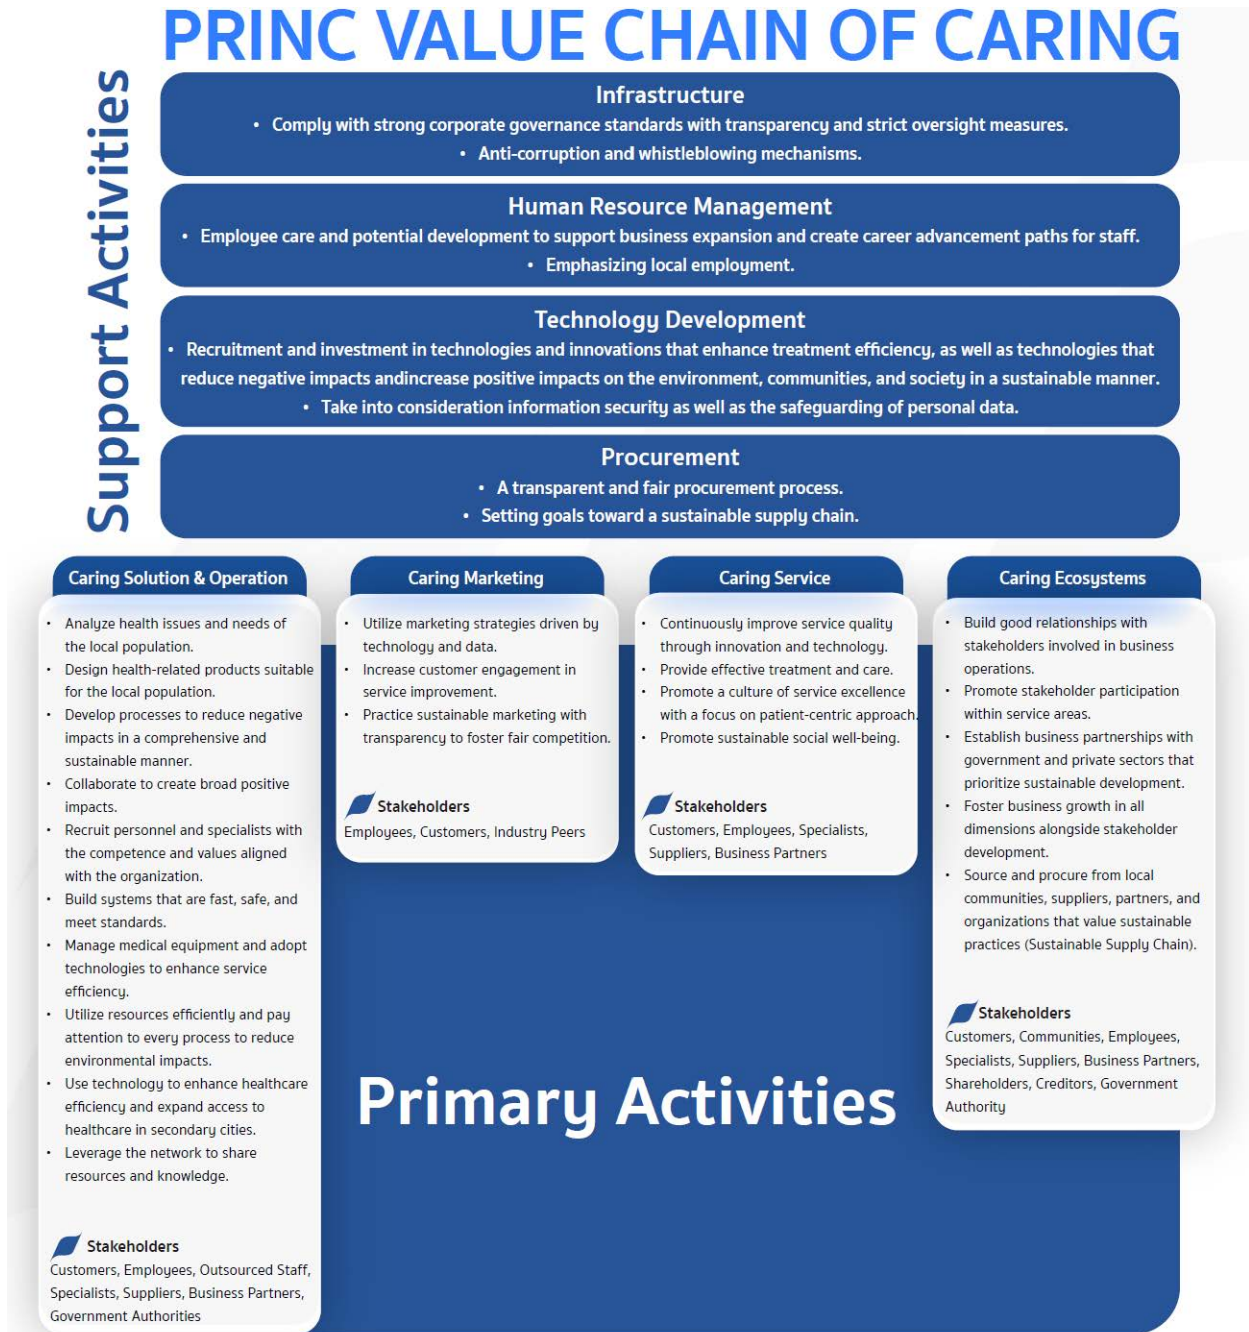 PRINC VALUE CHAIN OF CARING
Support Activities
Infrastructure
• Comply with strong corporate governance standards with transparency and strict oversight measures.
• Anti-corruption and whistleblowing mechanisms.
Human Resource Management
• Employee care and potential development to support business expansion and create career advancement paths for staff.
• Emphasizing local employment.
Technology Development
• Recruitment and investment in technologies and innovations that enhance treatment efficiency, as well as technologies that
reduce negative impacts andincrease positive impacts on the environment, communities, and society in a sustainable manner.
• Take into consideration information security as well as the safeguarding of personal data.
Procurement
• A transparent and fair procurement process.
• Setting goals toward a sustainable supply chain.
Caring Solution & Operation
• Analyze health issues and needs of
the local population.
• Design health-related products suitable
for the local population.
• Develop processes to reduce negative
impacts in a comprehensive and
sustainable manner.
• Collaborate to create broad positive
impacts.
• Recruit personnel and specialists with
the competence and values aligned
with the organization.
• Build systems that are fast, safe, and
meet standards.
• Manage medical equipment and adopt
technologies to enhance service
efficiency.
• Utilize resources efficiently and pay
attention to every process to reduce
environmental impacts.
• Use technology to enhance healthcare
efficiency and expand access to
healthcare in secondary cities.
• Leverage the network to share
resources and knowledge.
Stakeholders
Customers, Employees, Outsourced Staff,
Specialists, Suppliers, Business Partners,
Government Authorities
Caring Marketing
• Utilize marketing strategies driven by
technology and data.
• Increase customer engagement in
service improvement.
• Practice sustainable marketing with
transparency to foster fair competition.
Stakeholders
Employees, Customers, Industry Peers
Caring Service
• Continuously improve service quality
through innovation and technology.
• Provide effective treatment and care.
• Promote a culture of service excellence
with a focus on patient-centric approach.
• Promote sustainable social well-being.
Stakeholders
Customers, Employees, Specialists,
Suppliers, Business Partners
Caring Ecosystems
• Build good relationships with
stakeholders involved in business
operations.
• Promote stakeholder participation
within service areas.
• Establish business partnerships with
government and private sectors that
prioritize sustainable development.
• Foster business growth in all
dimensions alongside stakeholder
development.
• Source and procure from local
communities, suppliers, partners, and
organizations that value sustainable
practices (Sustainable Supply Chain).
Stakeholders
Customers, Communities, Employees,
Specialists, Suppliers, Business Partners,
Shareholders, Creditors, Government
Authority
Primary Activities